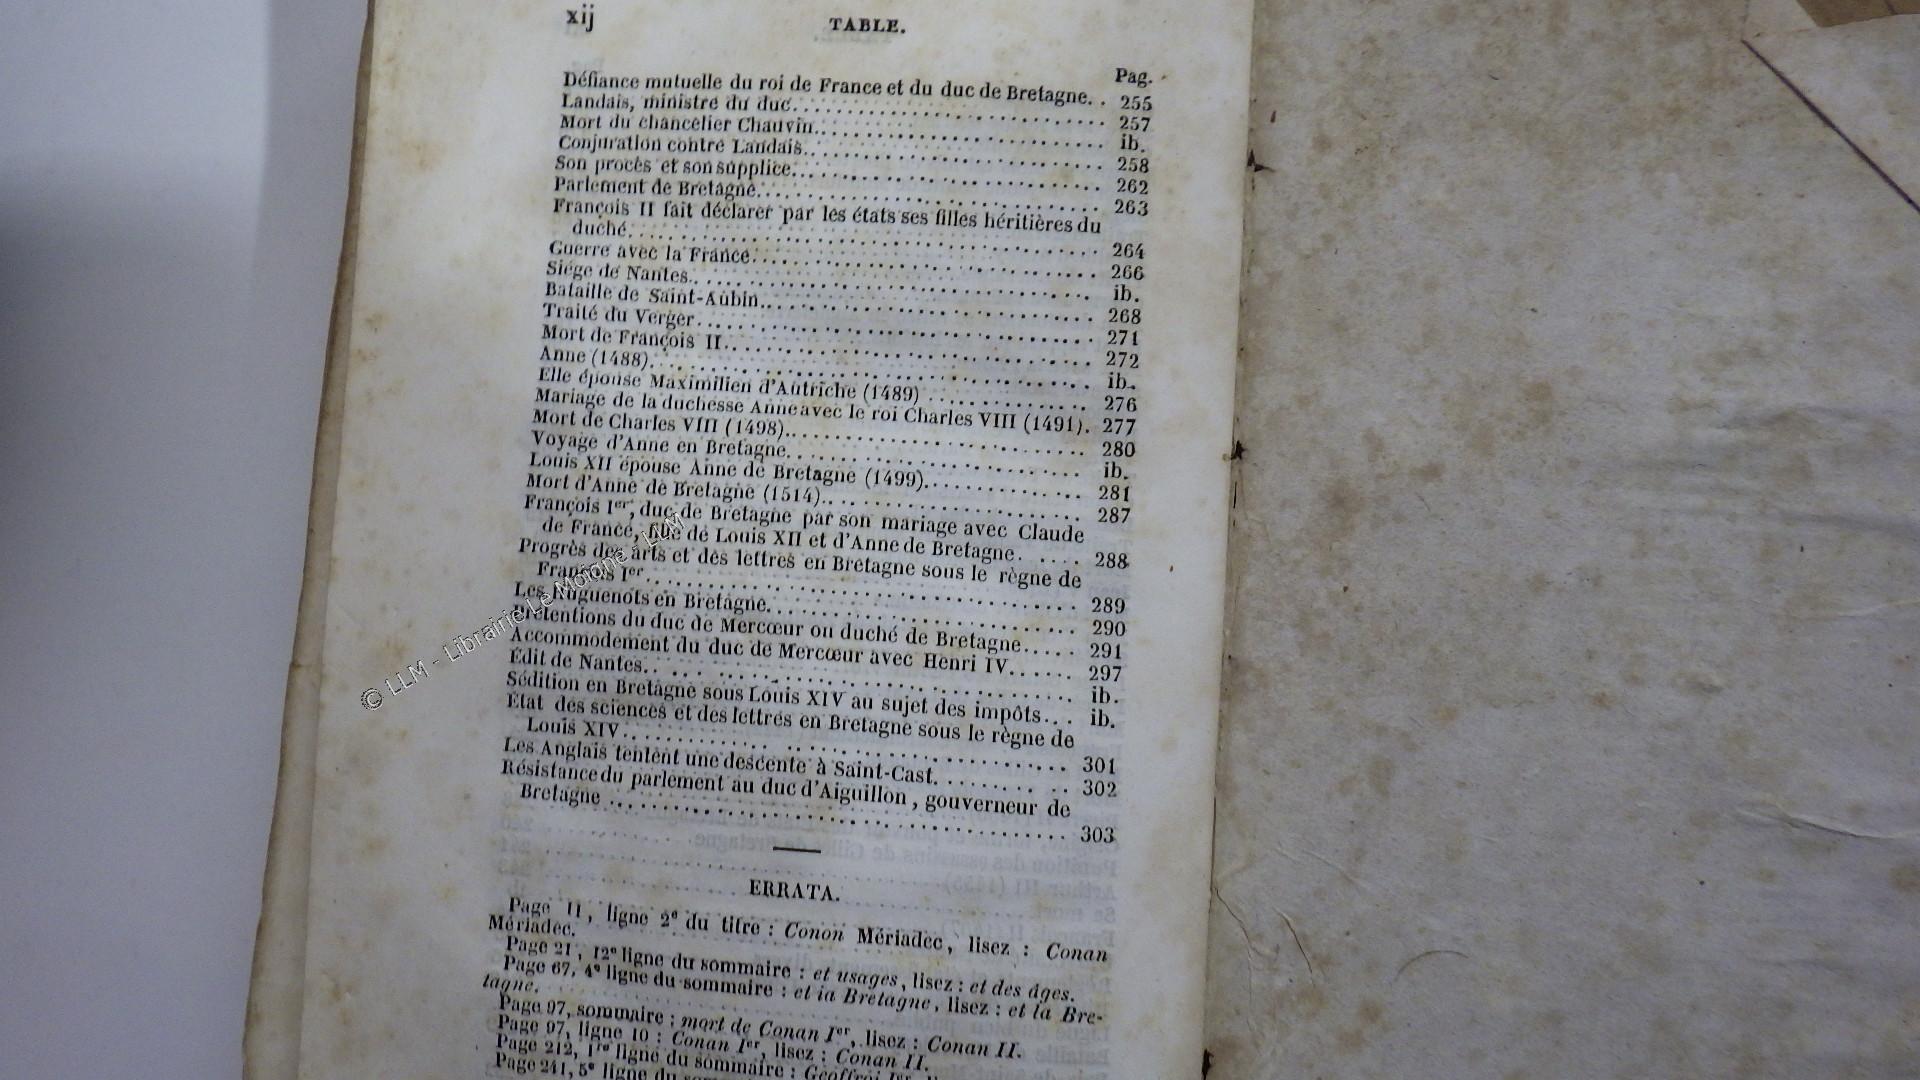 xij
TABLE.
Pag.
Défiance mutuelle du roi de France et du duc de Bretagne. . 255
Landais, ministre du duc. 257
Mort du chancelier Chauvin. ib.
Conjuration contre Landais. 258
Son procès et son supplice. 262
Parlement de Bretagne. 263
François II fait déclarer par les états ses filles héritières du
duché. 264
Guerre avec la France. 266
Siége de Nantes. ib.
Bataille de Saint-Aubin. 268
Traité du Verger. 271
Mort de François II. 272
Anne (1488). ib.
Elle épouse Maximilien d'Autriche (1489) 276
Mariage de la duchesse Anne avec le roi Charles VIII (1491). 277
Mort de Charles VIII (1498). 280
Voyage d'Anne en Bretagne. ib.
Louis XII épouse Anne de Bretagne (1499). 281
Mort d'Anne de Bretagne (1514). 287
François Ier, duc de Bretagne par son mariage avec Claude
de France, fille de Louis XII et d'Anne de Bretagne. 288
Progrès des arts et des lettres en Bretagne sous le règne de
François Ier. 289
Les Huguenots en Bretagne. 290
Prétentions du duc de Mercœur ou duché de Bretagne. 291
Accommodement du duc de Mercœur avec Henri IV. 297
Édit de Nantes. ib.
Sédition en Bretagne sous Louis XIV au sujet des impôts. ib.
État des sciences et des lettres en Bretagne sous le règne de
Louis XIV. 301
Les Anglais tentent une descente à Saint-Cast. 302
Résistance du parlement au duc d'Aiguillon, gouverneur de
Bretagne 303
ERRATA.
Page 11, ligne 2e du titre : Conon Mériadec, lisez : Conan
Mériadec.
Page 21, 12e ligne du sommaire : et usages, lisez : et des âges.
Page 67, 4e ligne du sommaire : et ia Bretagne, lisez : et la Bre-
tagne.
Page 97, sommaire : mort de Conan Ier, lisez : Conan II.
Page 97, ligne 10 : Conan Ier, lisez : Conan II.
Page 212, 1re ligne du sommaire : Geoffroi Ier,
Page 241, 5e ligne du
© LLM - Librairie Le Moigne - LLM